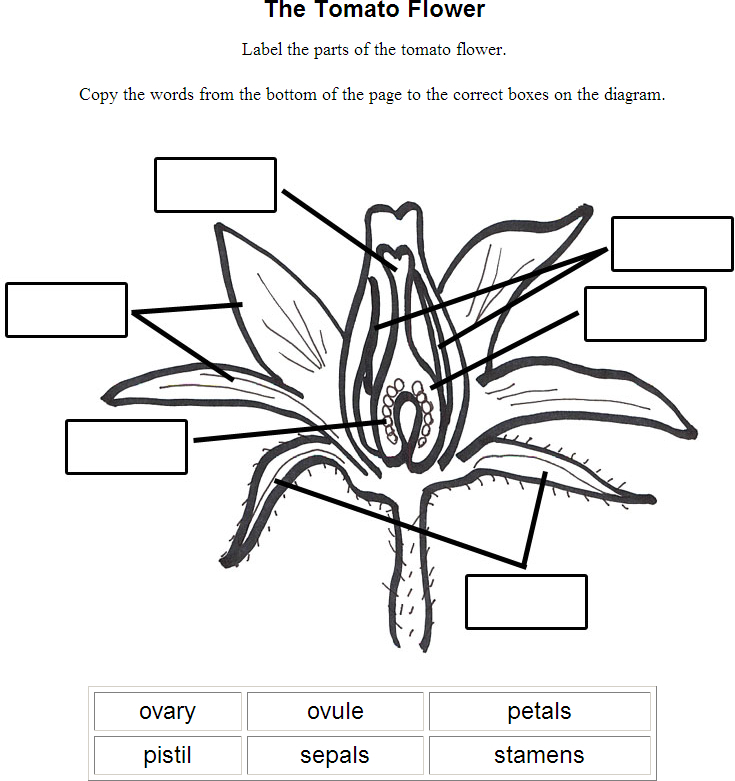 The Tomato Flower
Label the parts of the tomato flower.
Copy the words from the bottom of the page to the correct boxes on the diagram.
ovary ovule petals
pistil sepals stamens